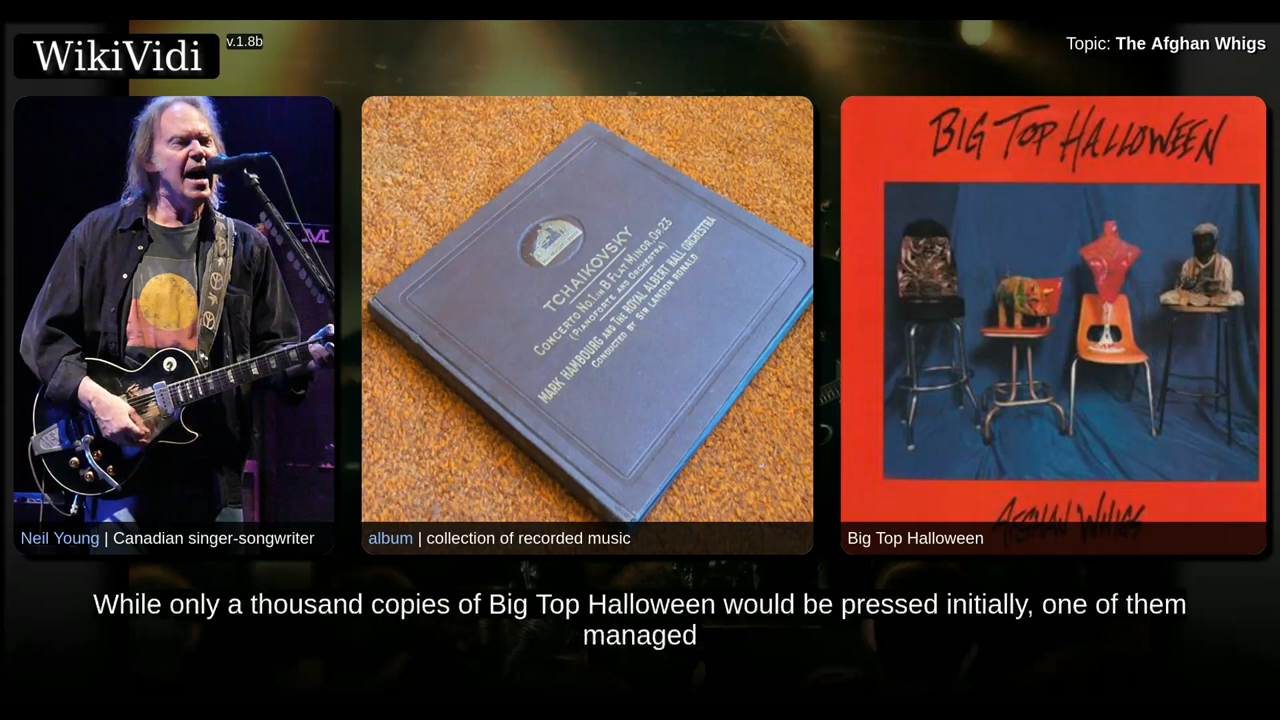 WikiVidi
v.1.8b
Topic: The Afghan Whigs
TCHAIKOVSKY
CONCERTO No.1. IN B FLAT MINOR, OP.23
(PIANOFORTE AND ORCHESTRA)
MARK HAMBOURG AND THE ROYAL ALBERT HALL ORCHESTRA
CONDUCTED BY SIR LANDON RONALD
BIG TOP HALLOWEEN
AFGHAN WHIGS
Neil Young | Canadian singer-songwriter
album | collection of recorded music
Big Top Halloween
While only a thousand copies of Big Top Halloween would be pressed initially, one of them
managed